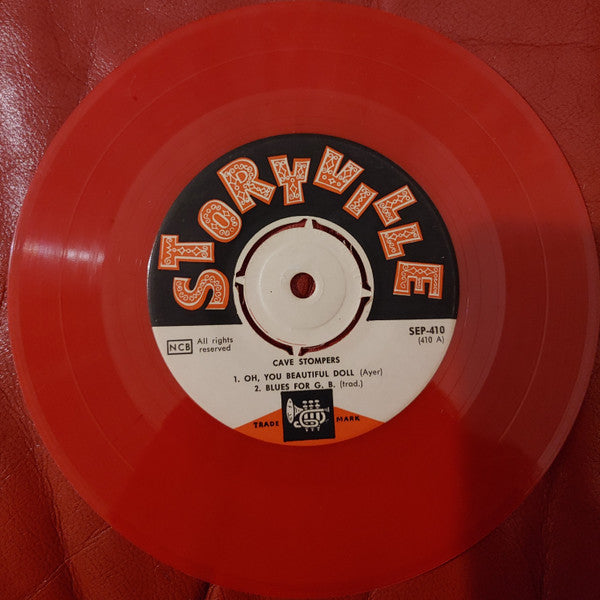 STORYVILLE
SEP-410
(410 A)
NCB
All rights
reserved
CAVE STOMPERS
1. OH, YOU BEAUTIFUL DOLL (Ayer)
2. BLUES FOR G. B. (trad.)
TRADE MARK